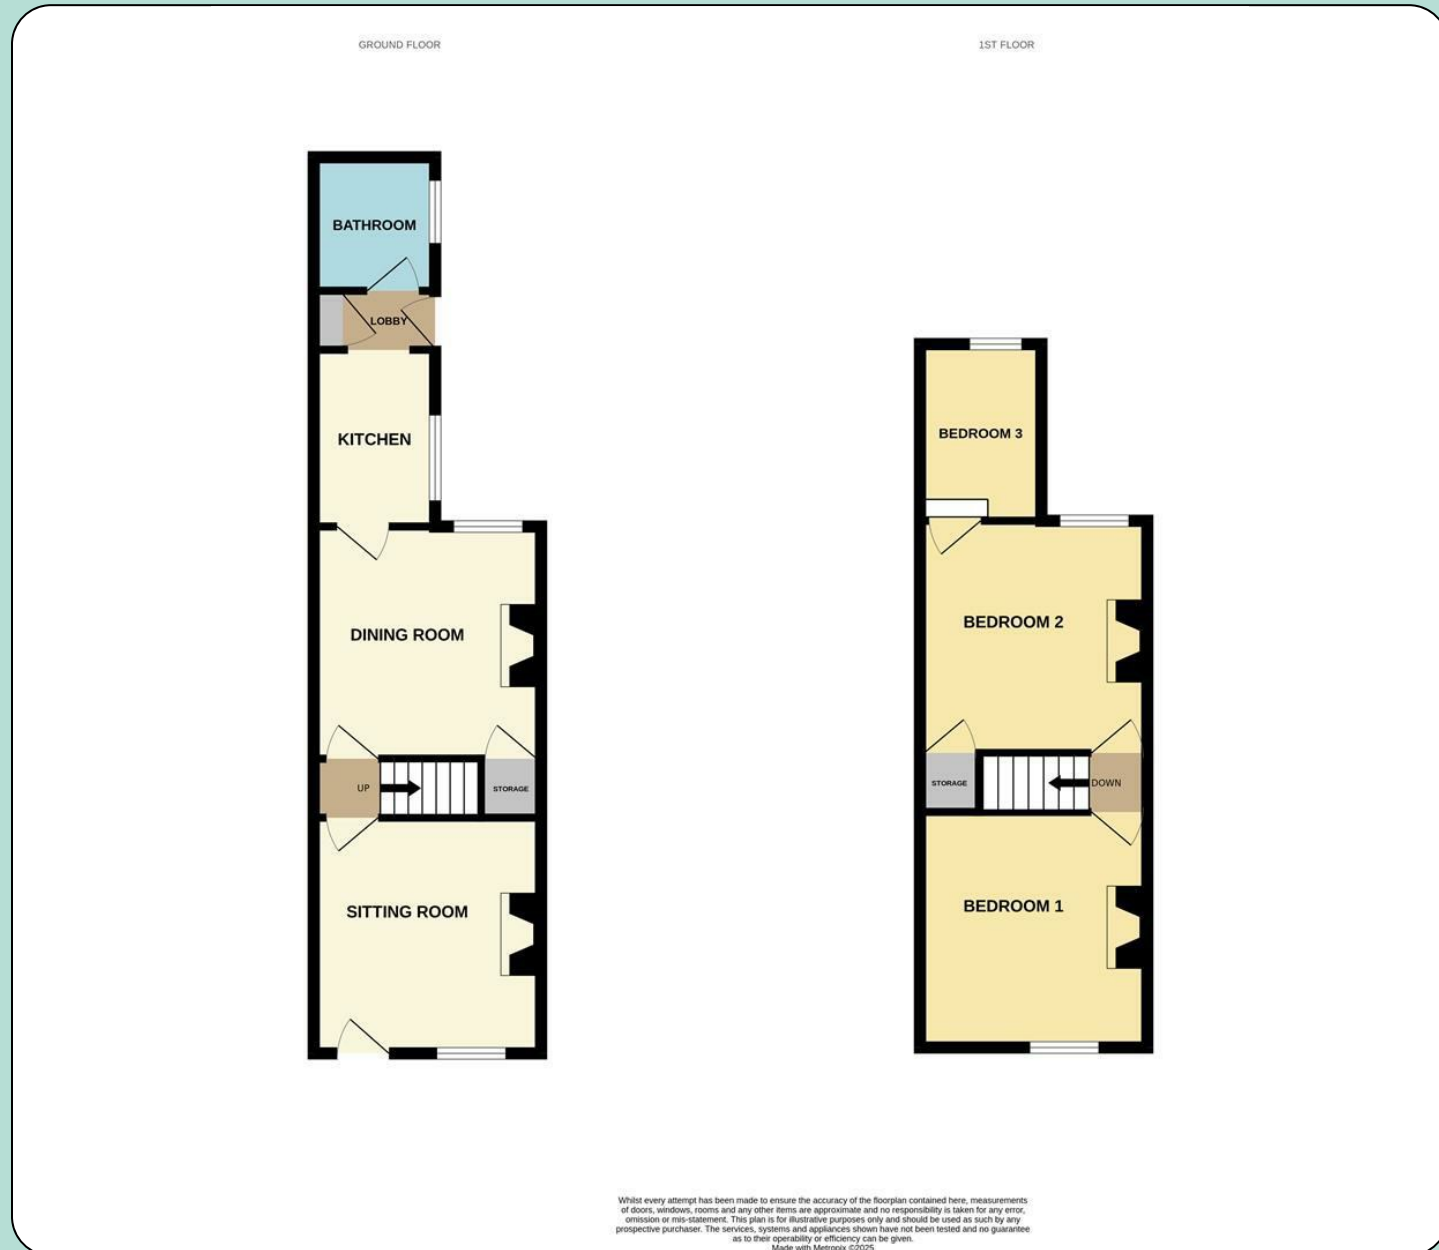 GROUND FLOOR
BATHROOM
LOBBY
KITCHEN
DINING ROOM
UP
STORAGE
SITTING ROOM
1ST FLOOR
BEDROOM 3
BEDROOM 2
STORAGE
DOWN
BEDROOM 1
Whilst every attempt has been made to ensure the accuracy of the floorplan contained here, measurements
of doors, windows, rooms and any other items are approximate and no responsibility is taken for any error,
omission or mis-statement. This plan is for illustrative purposes only and should be used as such by any
prospective purchaser. The services, systems and appliances shown have not been tested and no guarantee
as to their operability or efficiency can be given.
Made with Metropix ©2025